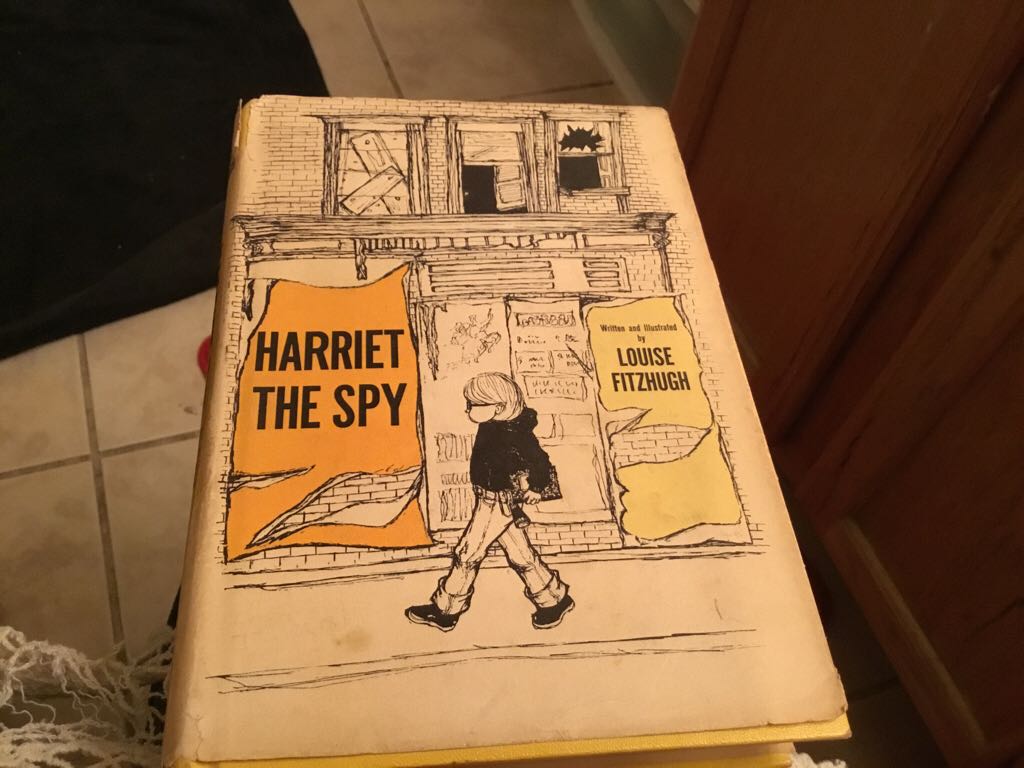 HARRIET
THE SPY
Written and Illustrated
by
LOUISE
FITZHUGH